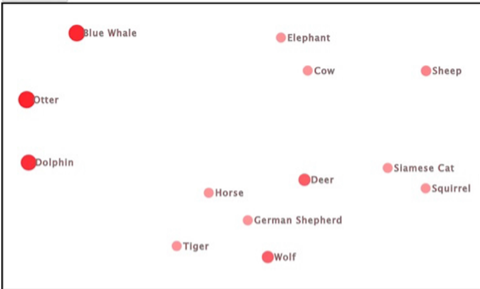 Blue Whale
Elephant
Cow
Sheep
Otter
Dolphin
Siamese Cat
Deer
Squirrel
Horse
German Shepherd
Tiger
Wolf